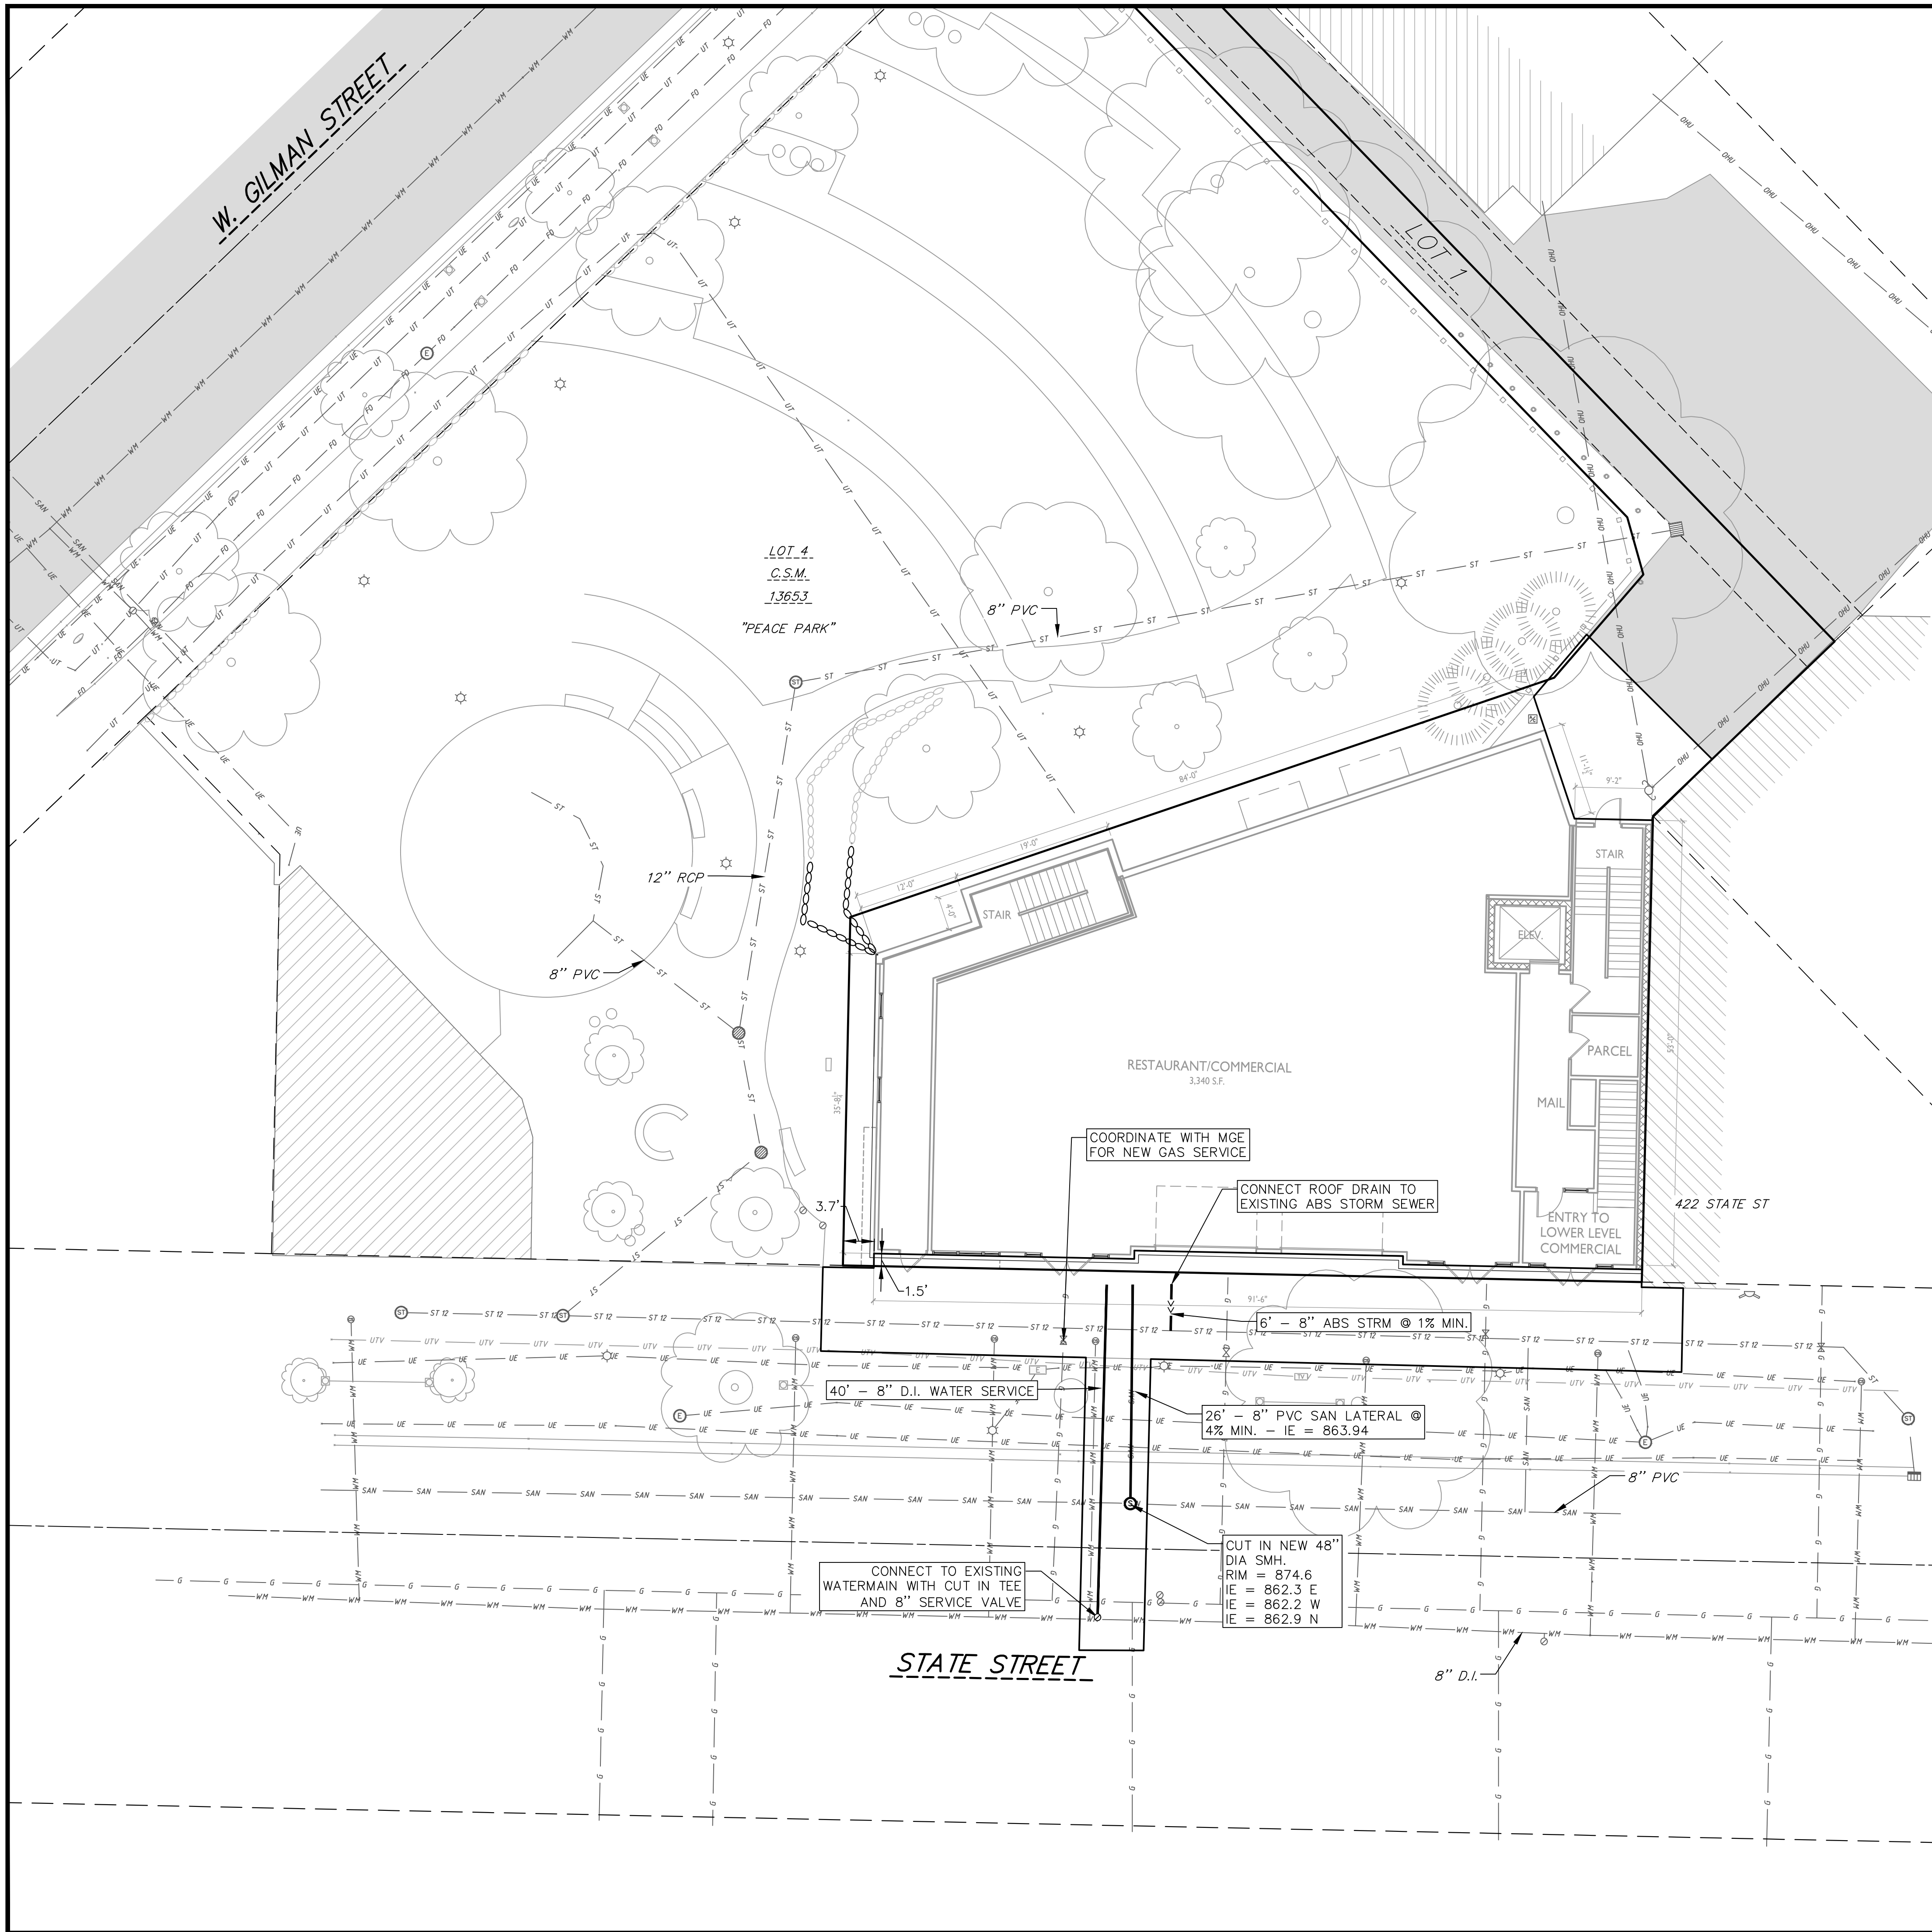 W. GILMAN STREET
LOT 1
LOT 4
C.S.M.
13653
"PEACE PARK"
8" PVC
12" RCP
8" PVC
84'-0"
19'-0"
12'-0"
4'-0"
11'-1½"
9'-2"
STAIR
STAIR
ELEV.
PARCEL
MAIL
53'-0"
35'-8¼"
RESTAURANT/COMMERCIAL
3,340 S.F.
COORDINATE WITH MGE
FOR NEW GAS SERVICE
CONNECT ROOF DRAIN TO
EXISTING ABS STORM SEWER
422 STATE ST
ENTRY TO
LOWER LEVEL
COMMERCIAL
3.7'
1.5'
91'-6"
6' - 8" ABS STRM @ 1% MIN.
40' - 8" D.I. WATER SERVICE
26' - 8" PVC SAN LATERAL @
4% MIN. - IE = 863.94
8" PVC
CUT IN NEW 48"
DIA SMH.
RIM = 874.6
IE = 862.3 E
IE = 862.2 W
IE = 862.9 N
CONNECT TO EXISTING
WATERMAIN WITH CUT IN TEE
AND 8" SERVICE VALVE
STATE STREET
8" D.I.